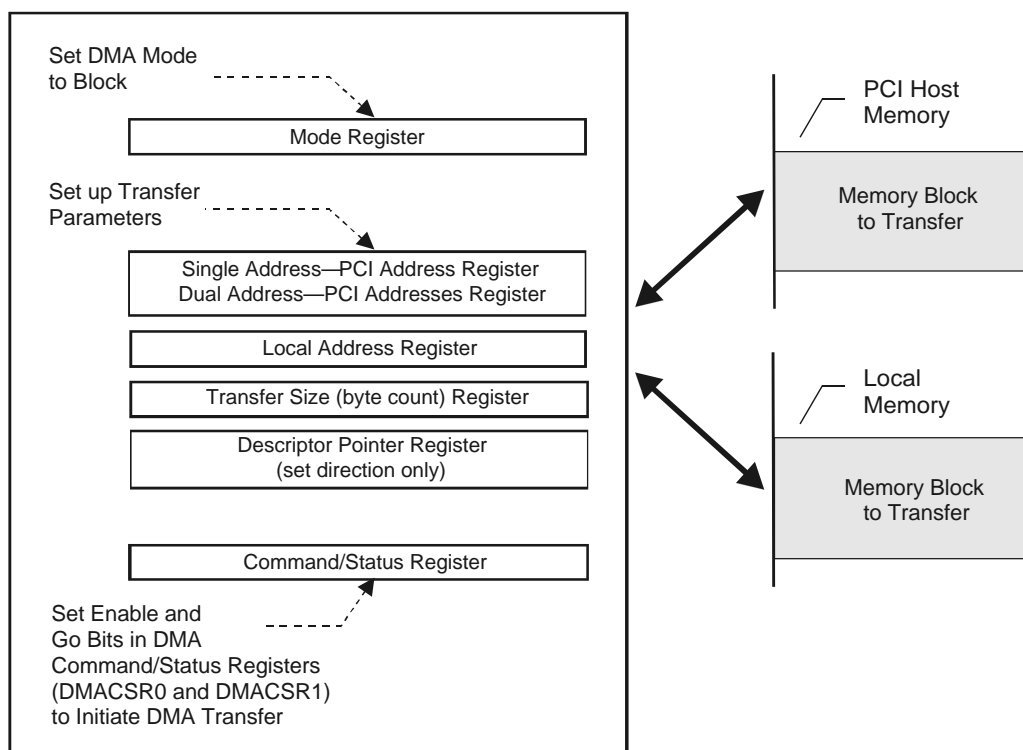 Set DMA Mode
to Block
Mode Register
Set up Transfer
Parameters
Single Address—PCI Address Register
Dual Address—PCI Addresses Register
Local Address Register
Transfer Size (byte count) Register
Descriptor Pointer Register
(set direction only)
Command/Status Register
Set Enable and
Go Bits in DMA
Command/Status Registers
(DMACSR0 and DMACSR1)
to Initiate DMA Transfer
PCI Host
Memory
Memory Block
to Transfer
Local
Memory
Memory Block
to Transfer